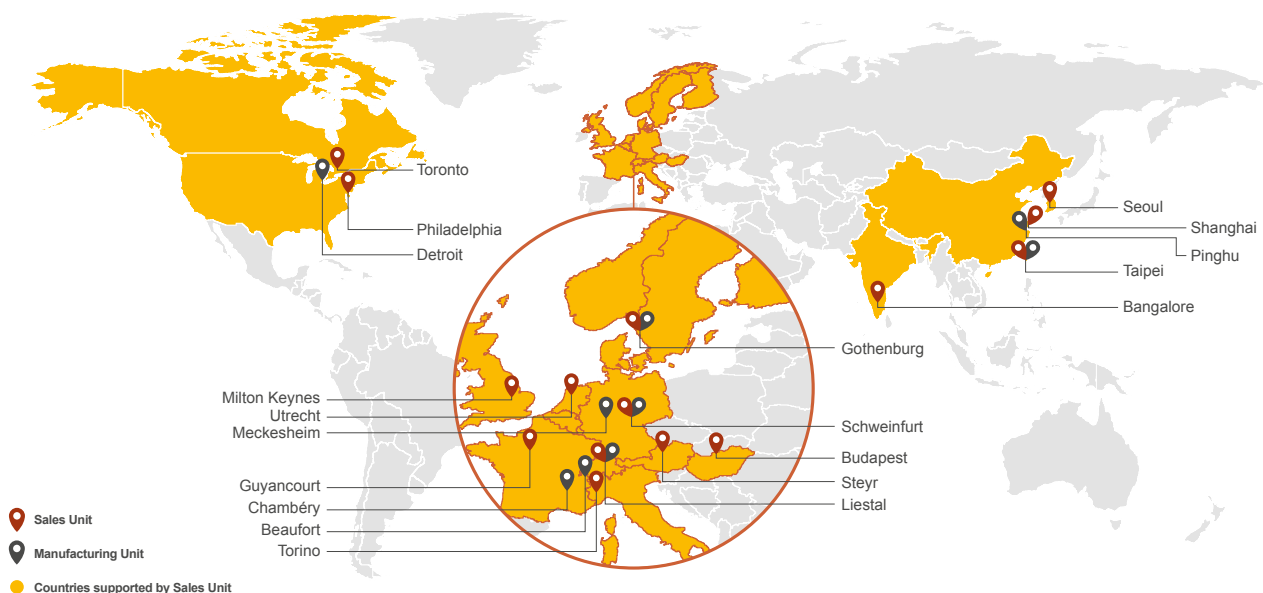 Toronto
Philadelphia
Detroit
Seoul
Shanghai
Pinghu
Taipei
Bangalore
Gothenburg
Milton Keynes
Utrecht
Meckesheim
Schweinfurt
Budapest
Steyr
Liestal
Guyancourt
Chambéry
Beaufort
Torino
Sales Unit
Manufacturing Unit
Countries supported by Sales Unit